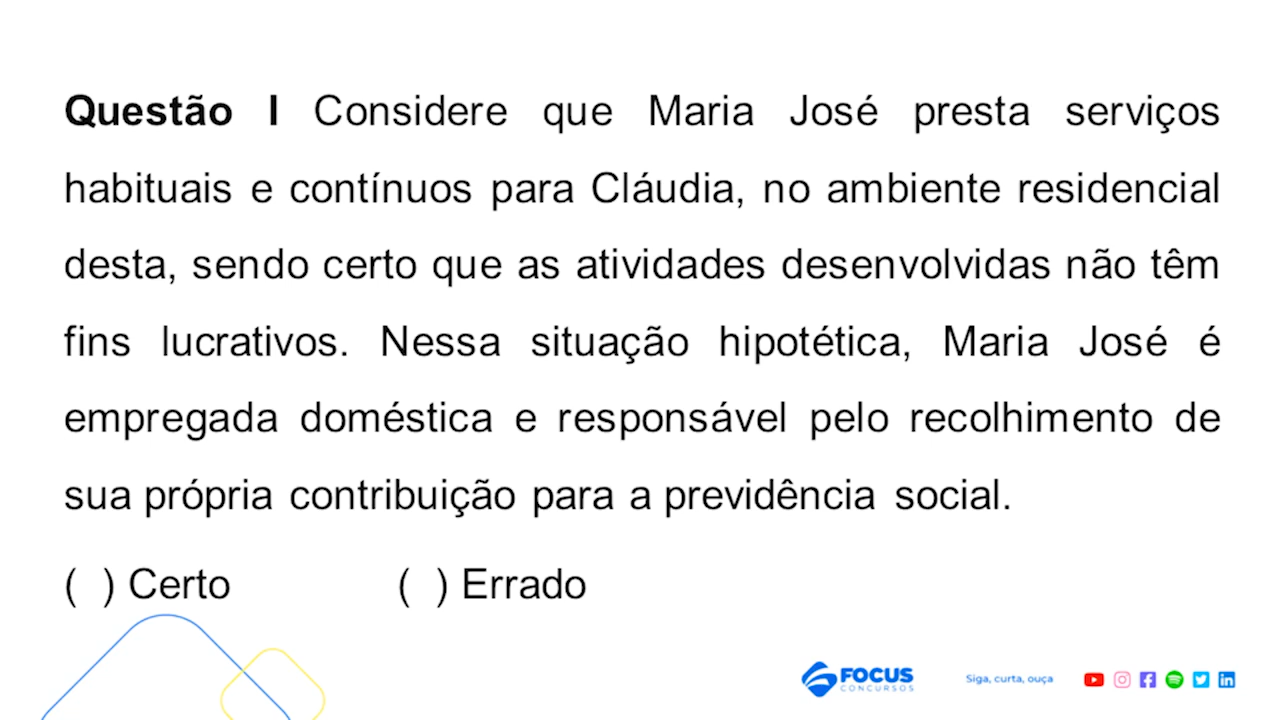 Questão I Considere que Maria José presta serviços
habituais e contínuos para Cláudia, no ambiente residencial
desta, sendo certo que as atividades desenvolvidas não têm
fins lucrativos. Nessa situação hipotética, Maria José é
empregada doméstica e responsável pelo recolhimento de
sua própria contribuição para a previdência social.
( ) Certo ( ) Errado
FOCUS
CONCURSOS
Siga, curta, ouça